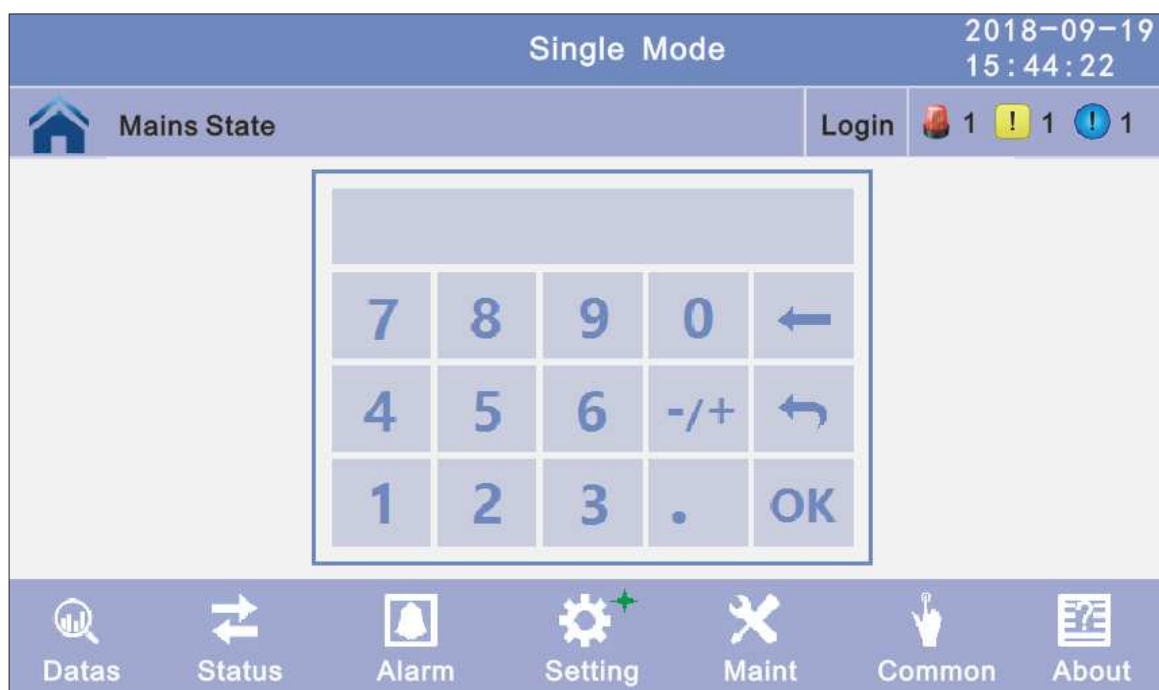 Single Mode
2018-09-19
15:44:22
Mains State
Login 1 ! 1 ! 1
7 8 9 0 ←
4 5 6 -/+ ↰
1 2 3 . OK
Datas Status Alarm Setting Maint Common About